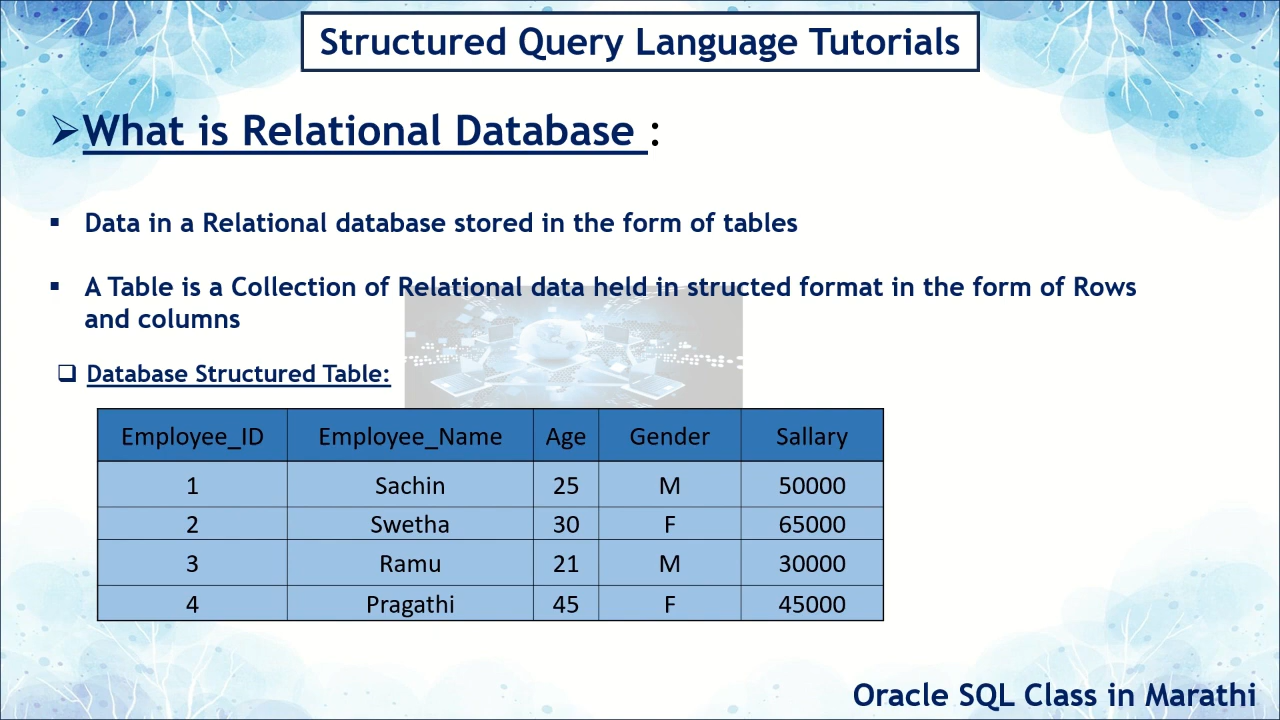 Structured Query Language Tutorials
➢What is Relational Database :
▪ Data in a Relational database stored in the form of tables
▪ A Table is a Collection of Relational data held in structed format in the form of Rows
and columns
❑ Database Structured Table:
Employee_ID Employee_Name Age Gender Sallary
1 Sachin 25 M 50000
2 Swetha 30 F 65000
3 Ramu 21 M 30000
4 Pragathi 45 F 45000
Oracle SQL Class in Marathi